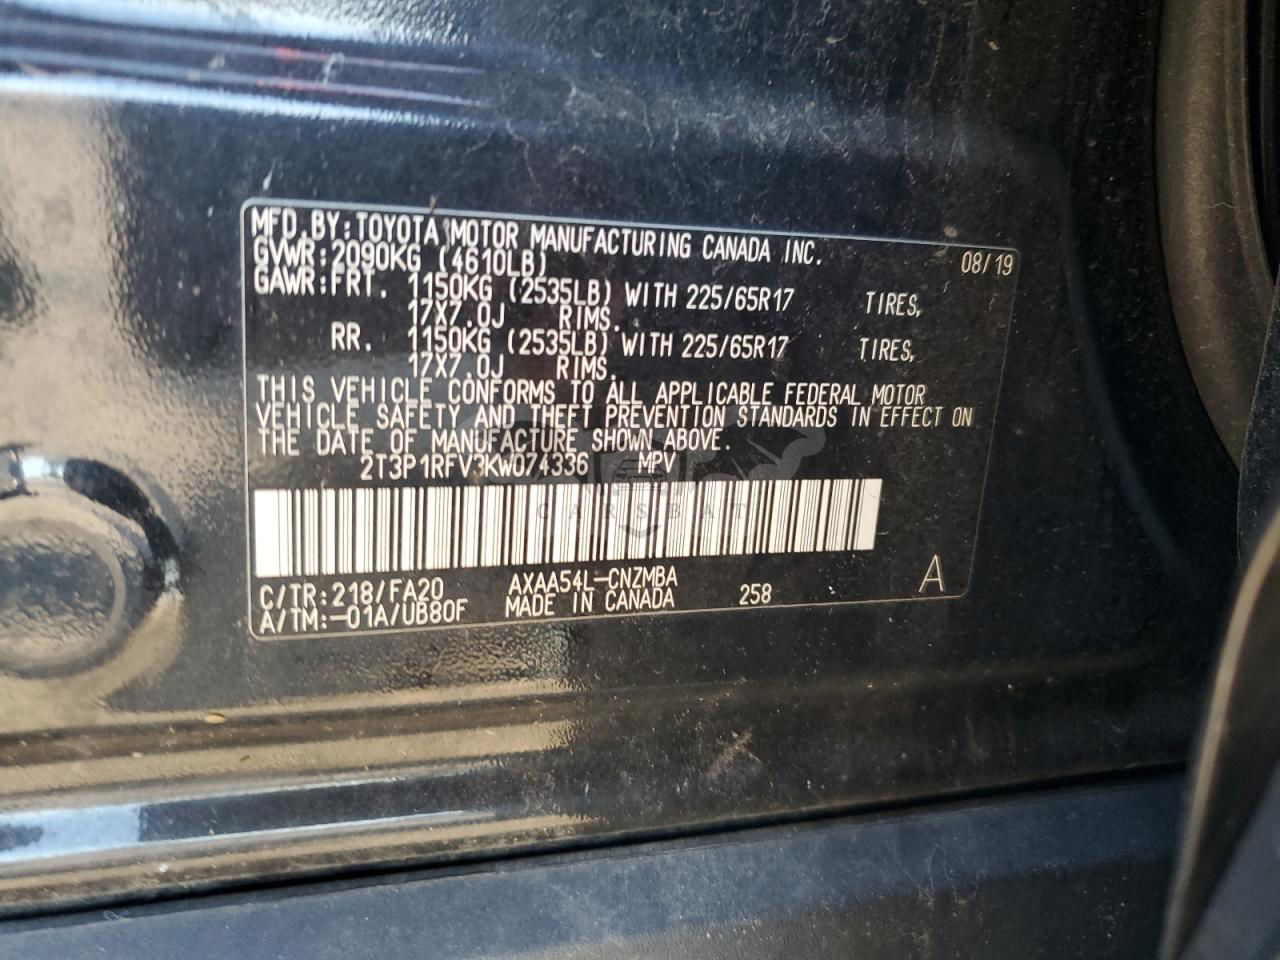 MFD.BY:TOYOTA MOTOR MANUFACTURING CANADA INC.
GVWR:2090KG (4610LB) 08/19
GAWR:FRT. 1150KG (2535LB) WITH 225/65R17 TIRES,
17X7.0J RIMS.
RR. 1150KG (2535LB) WITH 225/65R17 TIRES,
17X7.0J RIMS.
THIS VEHICLE CONFORMS TO ALL APPLICABLE FEDERAL MOTOR
VEHICLE SAFETY AND THEFT PREVENTION STANDARDS IN EFFECT ON
THE DATE OF MANUFACTURE SHOWN ABOVE.
2T3P1RFV3KW074336 MPV
CARSBAT
C/TR:218/FA20 AXAA54L-CNZMBA 258 A
A/TM:-01A/UB80F MADE IN CANADA